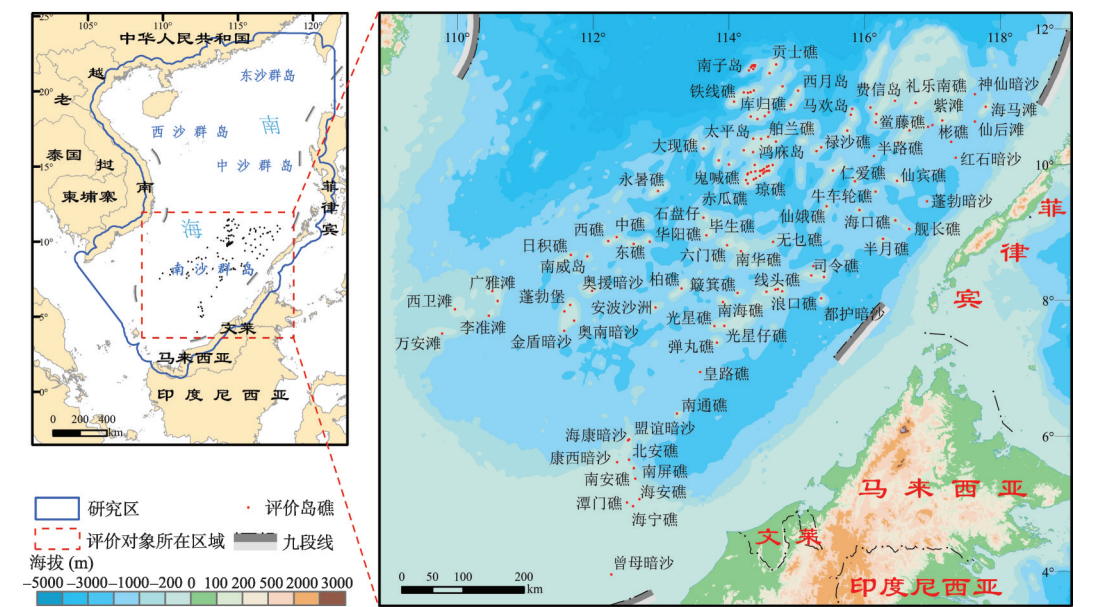 105°
110°
115°
120°
25°
20°
15°
10°
5°
0°
中华人民共和国
越
南
老
挝
泰国
柬埔寨
东沙群岛
西沙群岛
中沙群岛
南沙群岛
南
海
菲律宾
文莱
马来西亚
印度尼西亚
0 200 400
km
110°
112°
114°
116°
118°
12°
10°
8°
6°
4°
贡士礁
南子岛
铁线礁
西月岛
费信岛
礼乐南礁
神仙暗沙
库归礁
马欢岛
紫滩
海马滩
太平岛
舶兰礁
鲎藤礁
彬礁
仙后滩
大现礁
鸿庥岛
禄沙礁
半路礁
红石暗沙
永暑礁
鬼喊礁
琼礁
仁爱礁
仙宾礁
赤瓜礁
牛车轮礁
蓬勃暗沙
石盘仔
毕生礁
仙娥礁
海口礁
舰长礁
西礁
中礁
华阳礁
无乜礁
半月礁
日积礁
东礁
六门礁
南华礁
司令礁
南威岛
广雅滩
奥援暗沙
柏礁
簸箕礁
线头礁
西卫滩
蓬勃堡
安波沙洲
南海礁
浪口礁
都护暗沙
李准滩
光星礁
光星仔礁
万安滩
金盾暗沙
奥南暗沙
弹丸礁
皇路礁
南通礁
海康暗沙
盟谊暗沙
康西暗沙
北安礁
南屏礁
南安礁
海安礁
潭门礁
海宁礁
曾母暗沙
菲律宾
马来西亚
文莱
印度尼西亚
0 50 100 200
km
研究区
评价岛礁
评价对象所在区域
九段线
海拔 (m)
−5000 −3000 −1000 −200 0 100 200 500 2000 3000